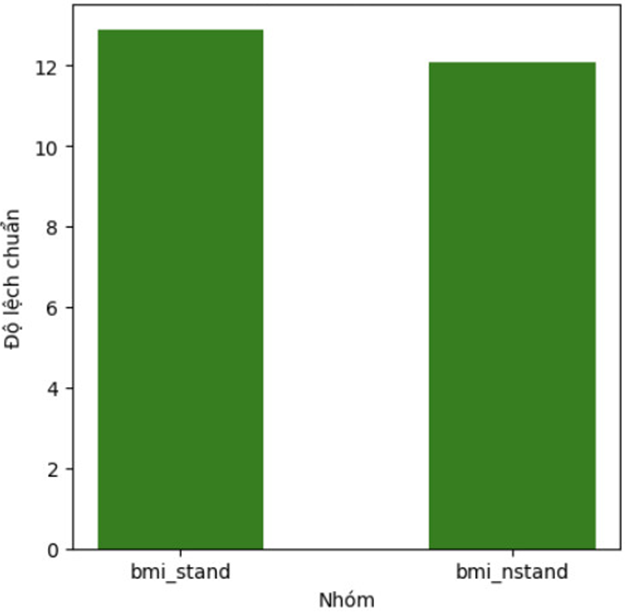 Độ lệch chuẩn
12
10
8
6
4
2
0
bmi_stand
bmi_nstand
Nhóm